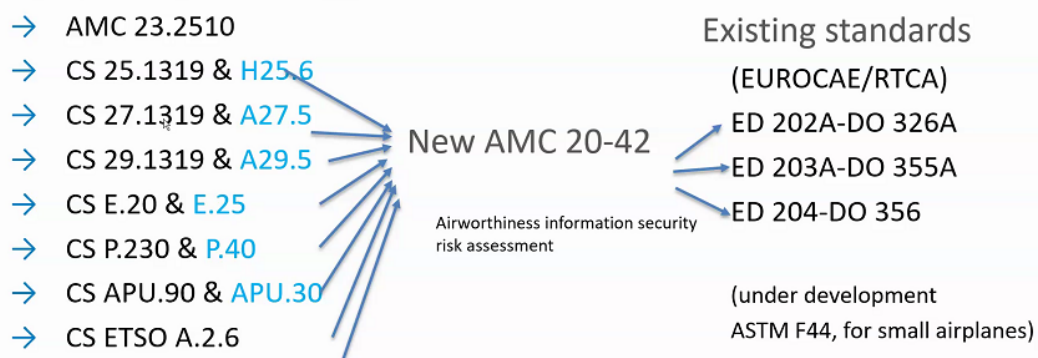 AMC 23.2510
CS 25.1319 & H25.6
CS 27.1319 & A27.5
CS 29.1319 & A29.5
CS E.20 & E.25
CS P.230 & P.40
CS APU.90 & APU.30
CS ETSO A.2.6
New AMC 20-42
Airworthiness information security
risk assessment
Existing standards
(EUROCAE/RTCA)
ED 202A-DO 326A
ED 203A-DO 355A
ED 204-DO 356
(under development
ASTM F44, for small airplanes)